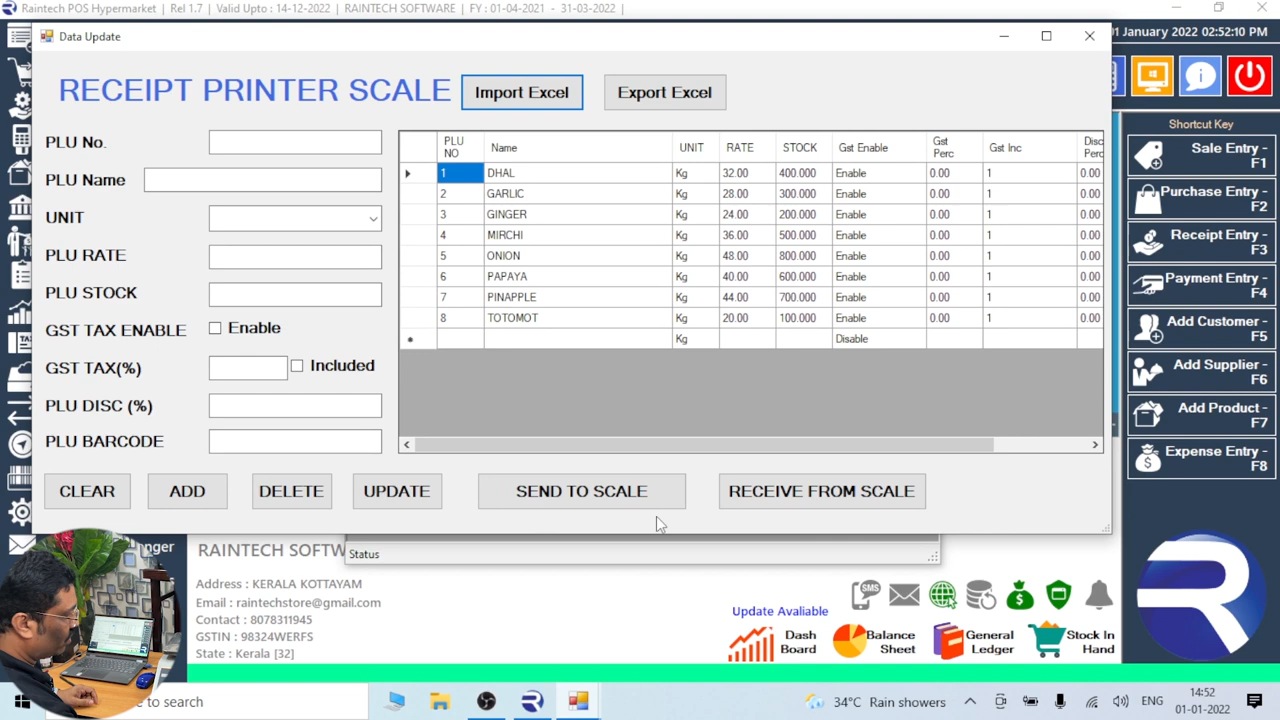 Raintech POS Hypermarket | Rel 1.7 | Valid Upto : 14-12-2022 | RAINTECH SOFTWARE | FY : 01-04-2021 - 31-03-2022 |
01 January 2022 02:52:10 PM
Data Update
RECEIPT PRINTER SCALE Import Excel Export Excel
PLU No.
PLU Name
UNIT
PLU RATE
PLU STOCK
GST TAX ENABLE Enable
GST TAX(%) Included
PLU DISC (%)
PLU BARCODE
PLU NO Name UNIT RATE STOCK Gst Enable Gst Perc Gst Inc Disc Perc
1 DHAL Kg 32.00 400.000 Enable 0.00 1 0.00
2 GARLIC Kg 28.00 300.000 Enable 0.00 1 0.00
3 GINGER Kg 24.00 200.000 Enable 0.00 1 0.00
4 MIRCHI Kg 36.00 500.000 Enable 0.00 1 0.00
5 ONION Kg 48.00 800.000 Enable 0.00 1 0.00
6 PAPAYA Kg 40.00 600.000 Enable 0.00 1 0.00
7 PINAPPLE Kg 44.00 700.000 Enable 0.00 1 0.00
8 TOTOMOT Kg 20.00 100.000 Enable 0.00 1 0.00
Kg Disable
CLEAR ADD DELETE UPDATE SEND TO SCALE RECEIVE FROM SCALE
Shortcut Key
Sale Entry -
F1
Purchase Entry -
F2
Receipt Entry -
F3
Payment Entry -
F4
Add Customer -
F5
Add Supplier -
F6
Add Product -
F7
Expense Entry -
F8
RAINTECH SOFTW
Status
Address : KERALA KOTTAYAM
Email : raintechstore@gmail.com
Contact : 8078311945
GSTIN : 98324WERFS
State : Kerala [32]
SMS
Update Avaliable
Dash
Board
Balance
Sheet
General
Ledger
Stock In
Hand
to search
34°C Rain showers
ENG
14:52
01-01-2022